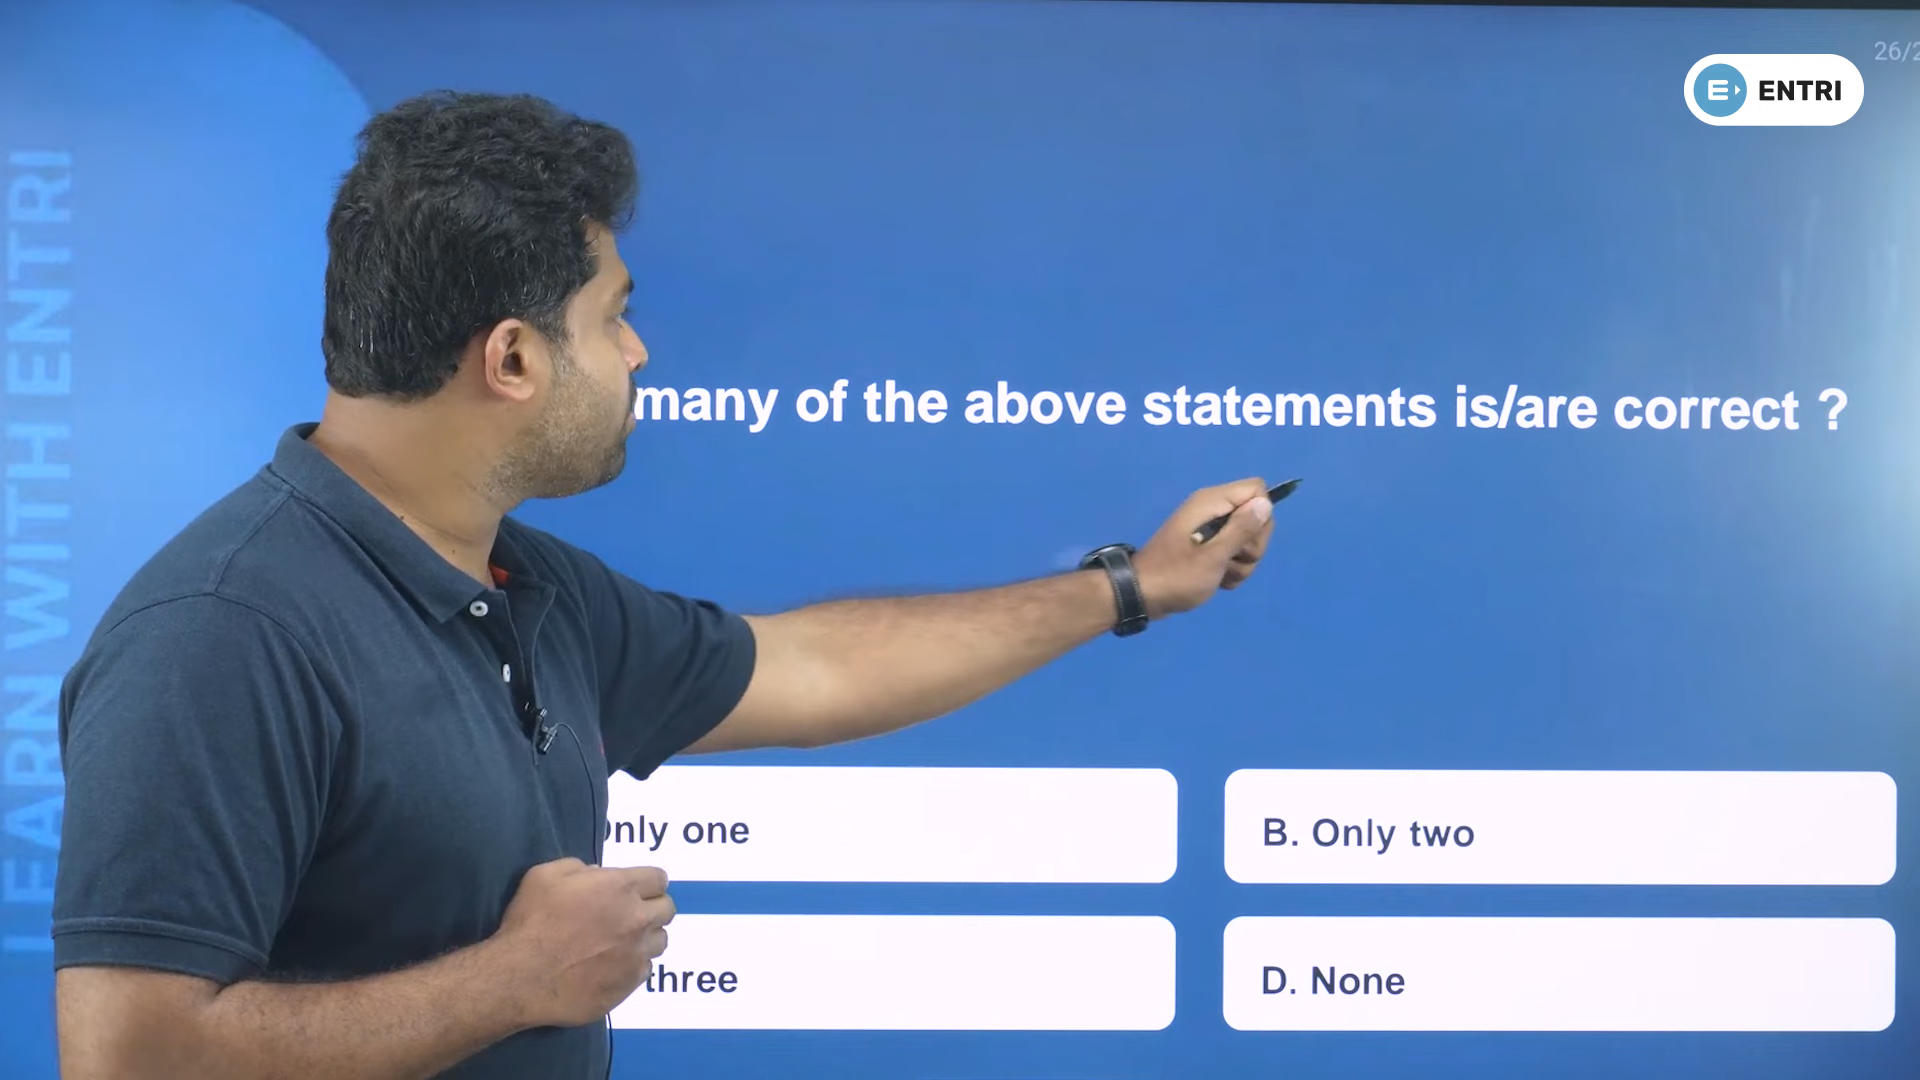 26/2
ENTRI
LEARN WITH ENTRI
many of the above statements is/are correct ?
Only one
B. Only two
three
D. None